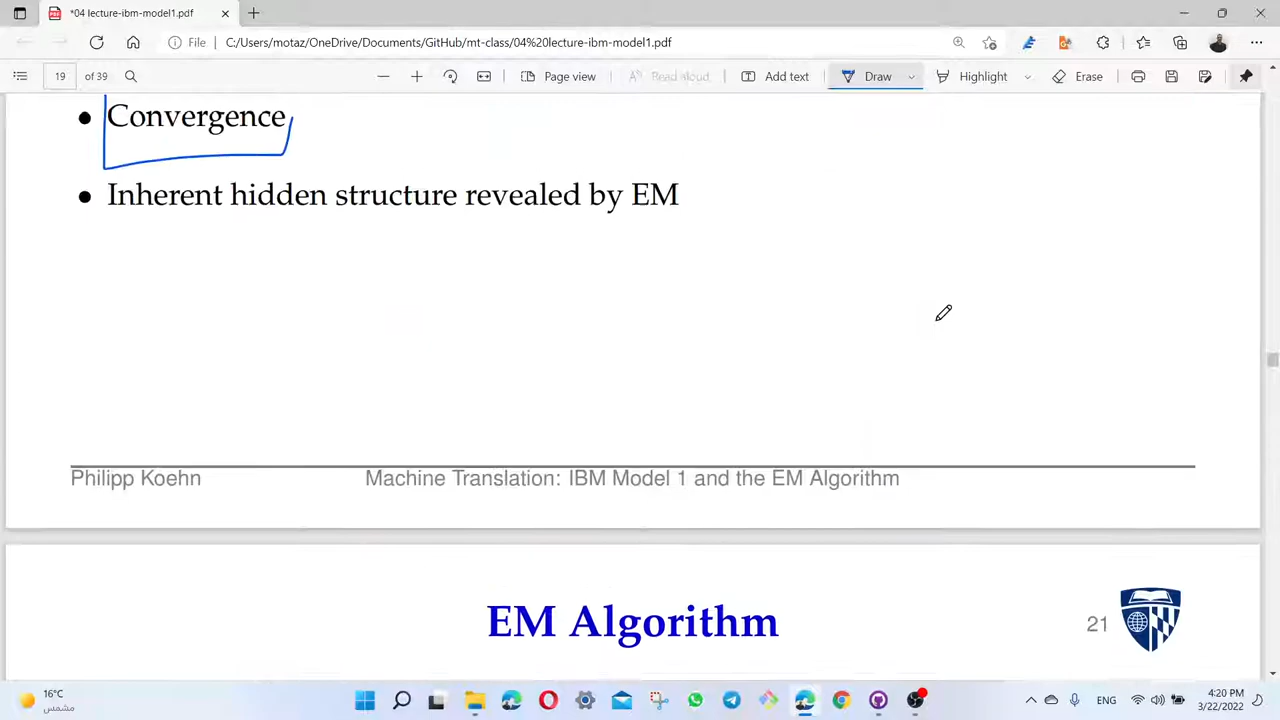 *04 lecture-ibm-model1.pdf
File C:/Users/motaz/OneDrive/Documents/GitHub/mt-class/04%20lecture-ibm-model1.pdf
19 of 39 Page view Read aloud Add text Draw Highlight Erase
• Convergence
• Inherent hidden structure revealed by EM
Philipp Koehn Machine Translation: IBM Model 1 and the EM Algorithm
EM Algorithm 21
16°C
مشمس
ENG
4:20 PM
3/22/2022